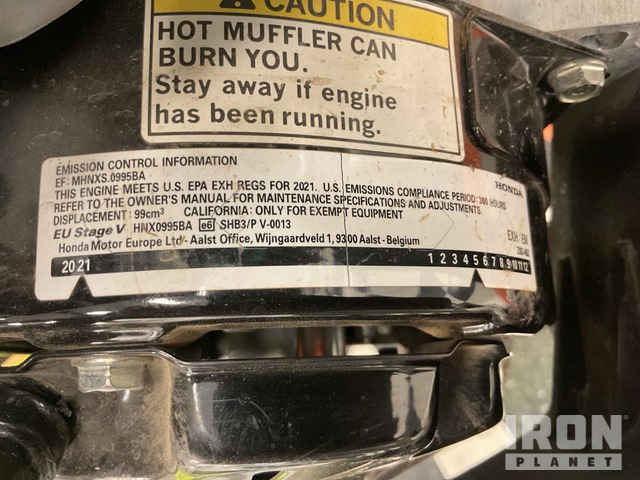 CAUTION
HOT MUFFLER CAN
BURN YOU.
Stay away if engine
has been running.
EMISSION CONTROL INFORMATION
EF: MHNXS.0995BA
HONDA
THIS ENGINE MEETS U.S. EPA EXH REGS FOR 2021. U.S. EMISSIONS COMPLIANCE PERIOD: 300 HOURS
REFER TO THE OWNER'S MANUAL FOR MAINTENANCE SPECIFICATIONS AND ADJUSTMENTS.
DISPLACEMENT: 99cm³ CALIFORNIA: ONLY FOR EXEMPT EQUIPMENT
EU Stage V HNX0995BA e6 SHB3/P V-0013 EXH: EM
Honda Motor Europe Ltd - Aalst Office, Wijngaardveld 1, 9300 Aalst - Belgium
2021 1 2 3 4 5 6 7 8 9 10 11 12
IRON
PLANET